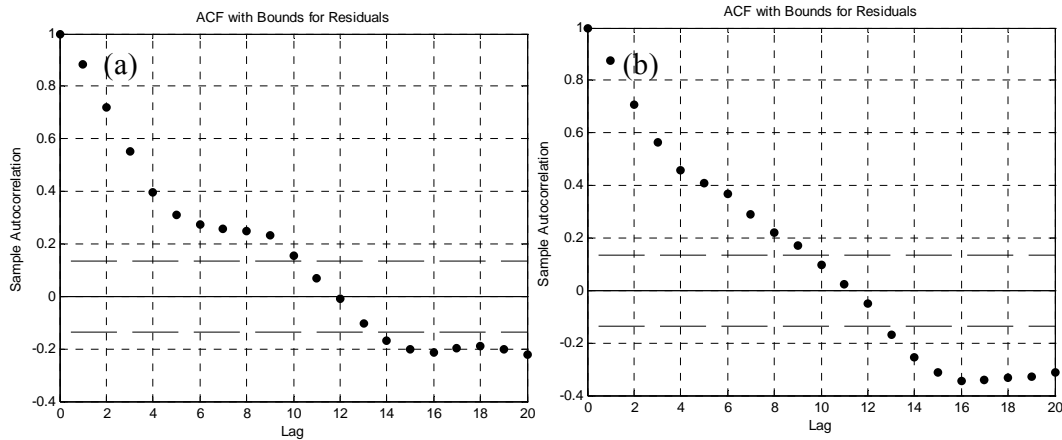 ACF with Bounds for Residuals
(a)
Sample Autocorrelation
1
0.8
0.6
0.4
0.2
0
-0.2
-0.4
0 2 4 6 8 10 12 14 16 18 20
Lag
ACF with Bounds for Residuals
(b)
Sample Autocorrelation
1
0.8
0.6
0.4
0.2
0
-0.2
-0.4
0 2 4 6 8 10 12 14 16 18 20
Lag